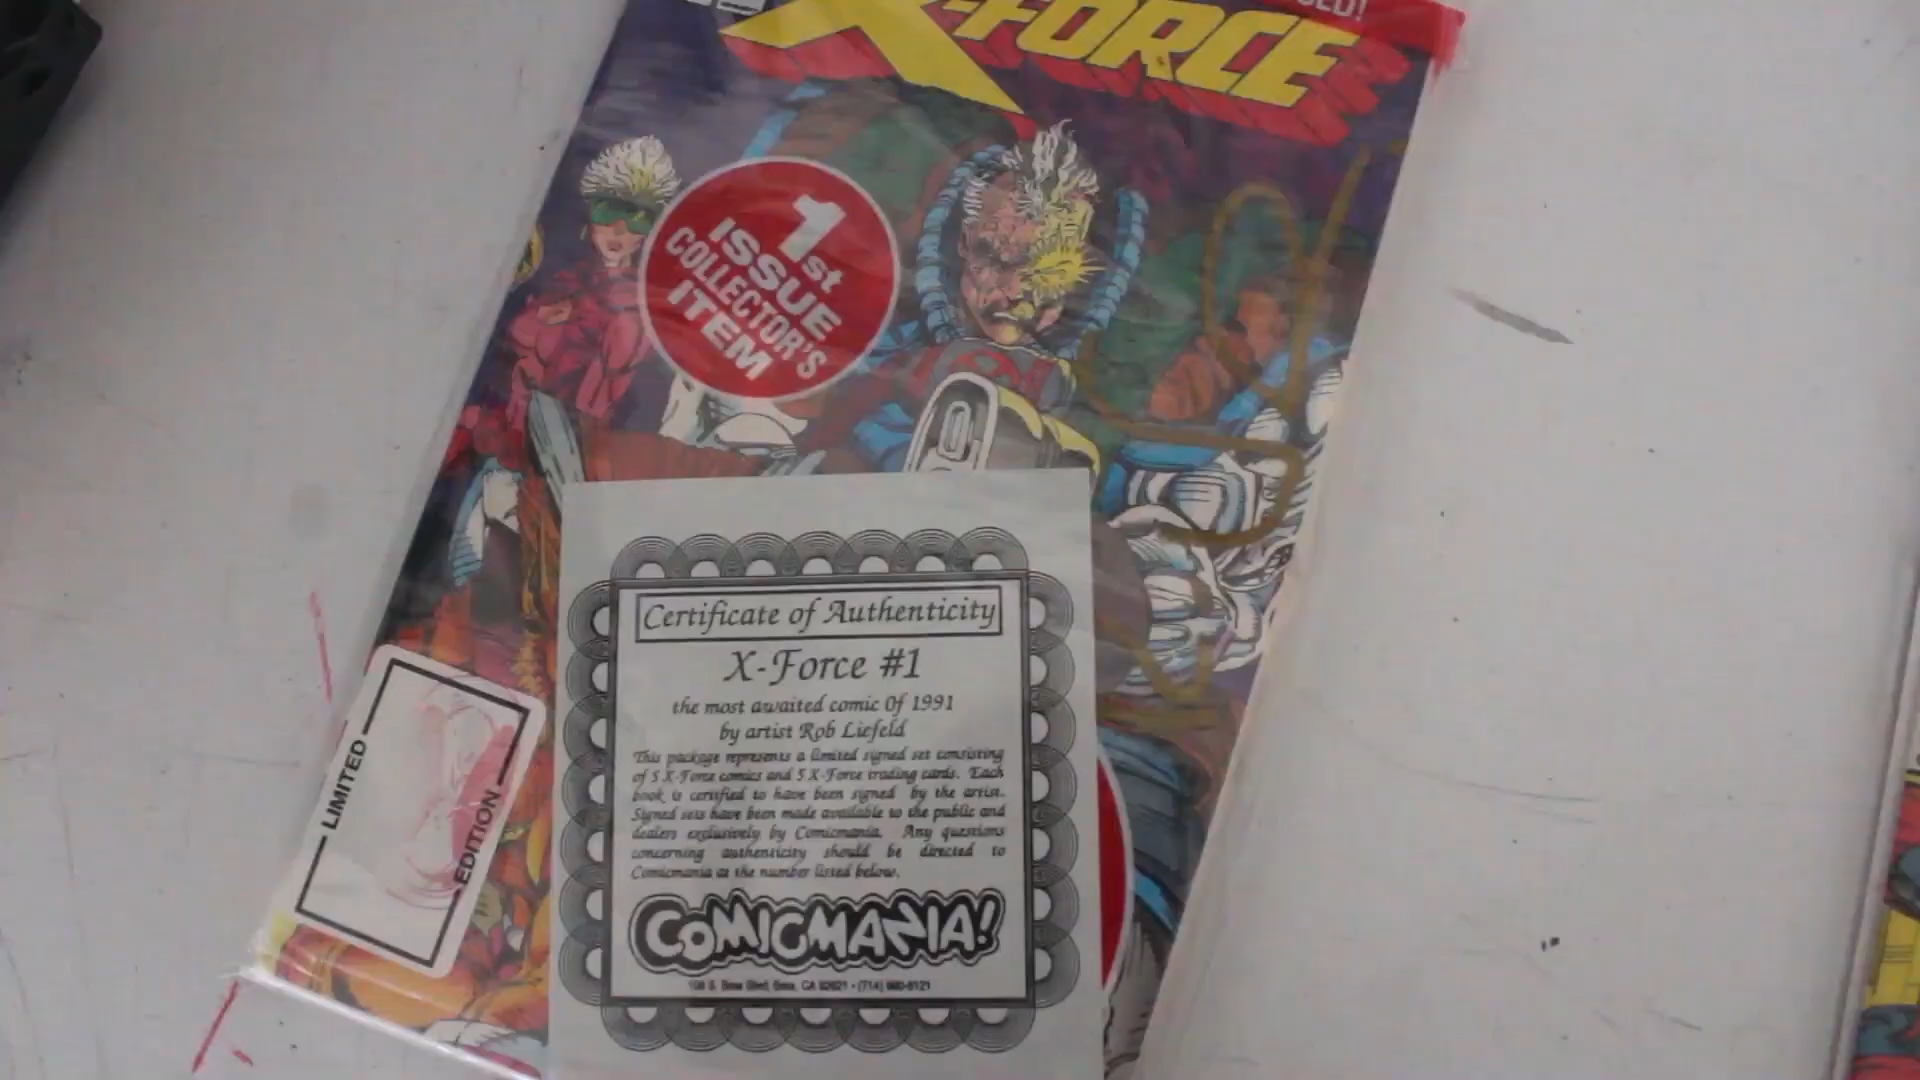 X-FORCE
1st
ISSUE
COLLECTOR'S
ITEM
LIMITED
EDITION
Certificate of Authenticity
X-Force #1
the most awaited comic Of 1991
by artist Rob Liefeld
This package represents a limited signed set consisting
of 5 X-Force comics and 5 X-Force trading cards. Each
book is certified to have been signed by the artist.
Signed sets have been made available to the public and
dealers exclusively by Comicmania. Any questions
concerning authenticity should be directed to
Comicmania at the number listed below.
COMICMANIA!
CA